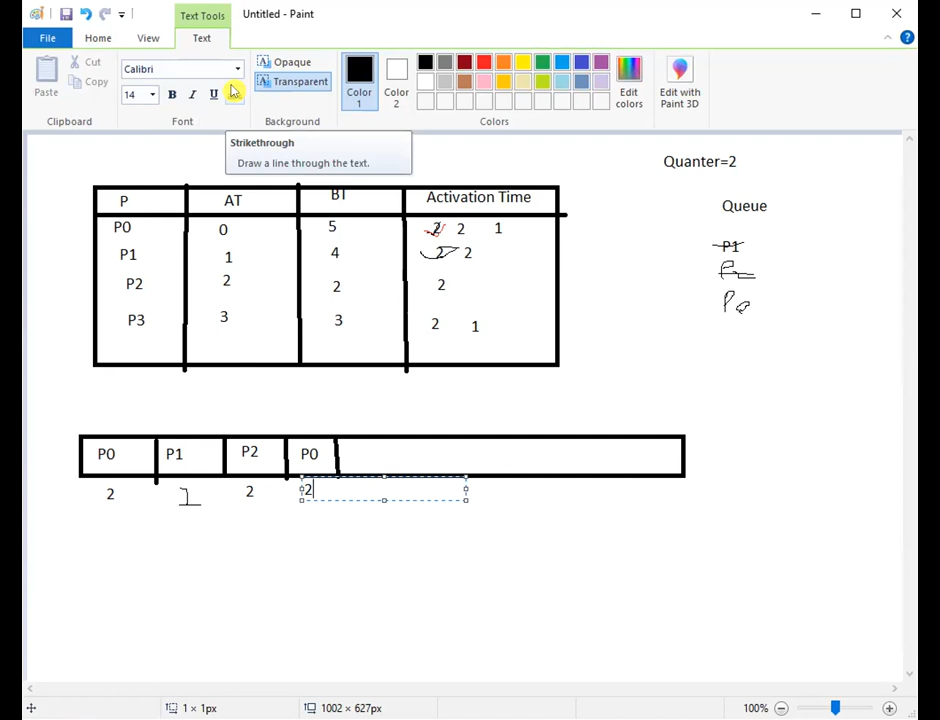 Text Tools
Untitled - Paint
File
Home
View
Text
Paste
Cut
Copy
Clipboard
Calibri
14
B
I
U
Font
Opaque
Transparent
Background
Color 1
Color 2
Colors
Edit colors
Edit with Paint 3D
Strikethrough
Draw a line through the text.
Quanter=2
Queue
P1
P0
P AT BT Activation Time
P0 0 5 2 2 1
P1 1 4 2 2
P2 2 2 2
P3 3 3 2 1
P0 P1 P2 P0
2 1 2 2
1 × 1px
1002 × 627px
100%